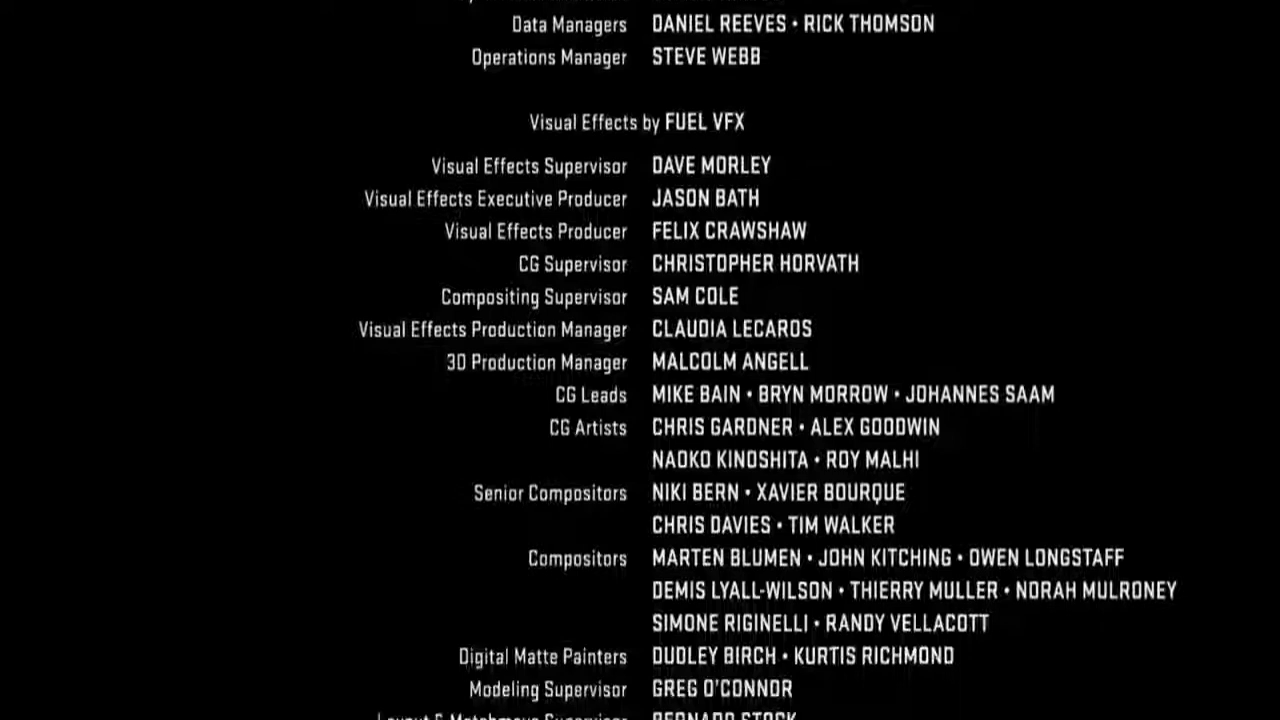 Data Managers DANIEL REEVES • RICK THOMSON
Operations Manager STEVE WEBB
Visual Effects by FUEL VFX
Visual Effects Supervisor DAVE MORLEY
Visual Effects Executive Producer JASON BATH
Visual Effects Producer FELIX CRAWSHAW
CG Supervisor CHRISTOPHER HORVATH
Compositing Supervisor SAM COLE
Visual Effects Production Manager CLAUDIA LECAROS
3D Production Manager MALCOLM ANGELL
CG Leads MIKE BAIN • BRYN MORROW • JOHANNES SAAM
CG Artists CHRIS GARDNER • ALEX GOODWIN
NAOKO KINOSHITA • ROY MALHI
Senior Compositors NIKI BERN • XAVIER BOURQUE
CHRIS DAVIES • TIM WALKER
Compositors MARTEN BLUMEN • JOHN KITCHING • OWEN LONGSTAFF
DEMIS LYALL-WILSON • THIERRY MULLER • NORAH MULRONEY
SIMONE RIGINELLI • RANDY VELLACOTT
Digital Matte Painters DUDLEY BIRCH • KURTIS RICHMOND
Modeling Supervisor GREG O'CONNOR
Layout & Matchmove Supervisor BERNADO STOCK